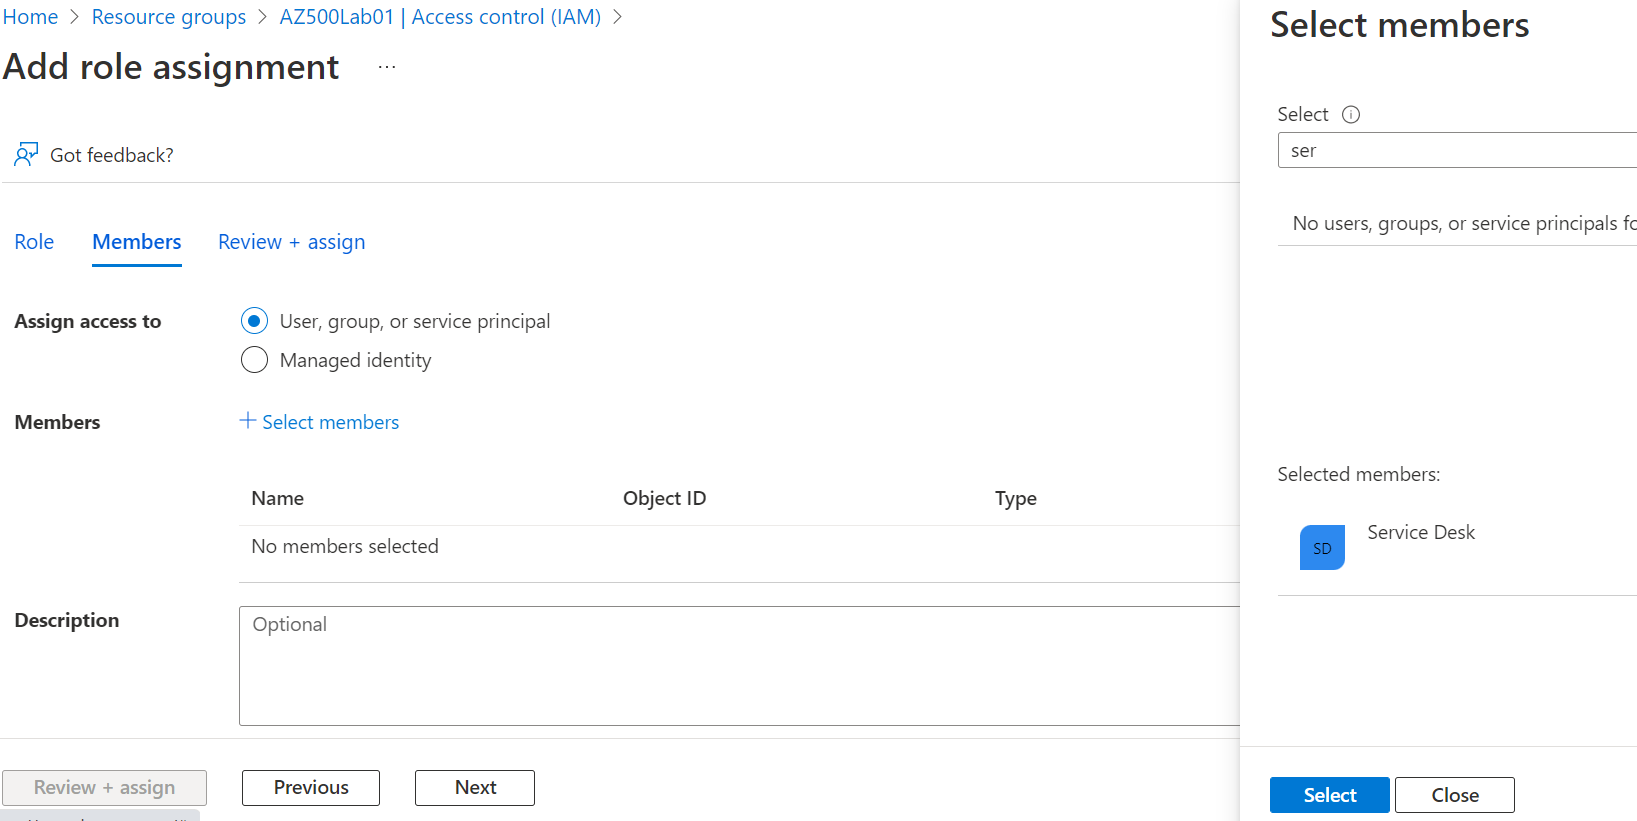 Home > Resource groups > AZ500Lab01 | Access control (IAM) >
Add role assignment ...
Got feedback?
Role Members Review + assign
Assign access to
User, group, or service principal
Managed identity
Members
+ Select members
Name Object ID Type
No members selected
Description
Optional
Review + assign Previous Next
Select members
Select
ser
No users, groups, or service principals fo
Selected members:
SD Service Desk
Select Close